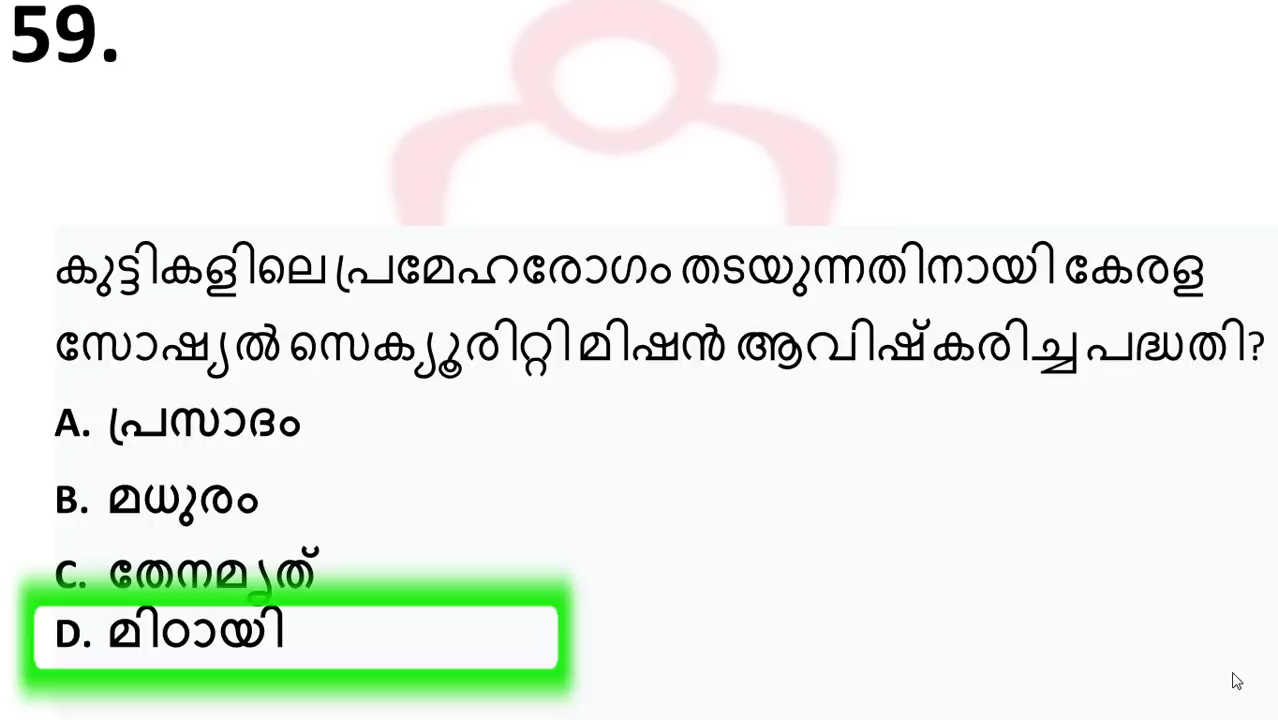 59.
കുട്ടികളിലെ പ്രമേഹരോഗം തടയുന്നതിനായി കേരള
സോഷ്യൽ സെക്യൂരിറ്റി മിഷൻ ആവിഷ്കരിച്ച പദ്ധതി?
A. പ്രസാദം
B. മധുരം
C. തേനമൃത്
D. മിഠായി